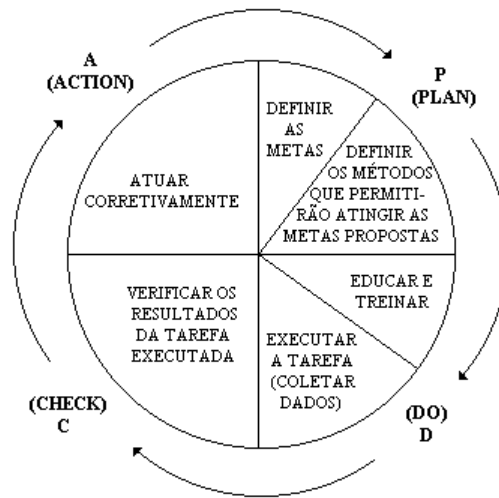 A
(ACTION)
P
(PLAN)
DEFINIR
AS
METAS
DEFINIR
OS MÉTODOS
QUE PERMITI-
RÃO ATINGIR AS
METAS PROPOSTAS
ATUAR
CORRETIVAMENTE
EDUCAR E
TREINAR
VERIFICAR OS
RESULTADOS
DA TAREFA
EXECUTADA
EXECUTAR
A TAREFA
(COLETAR
DADOS)
(CHECK)
C
(DO)
D